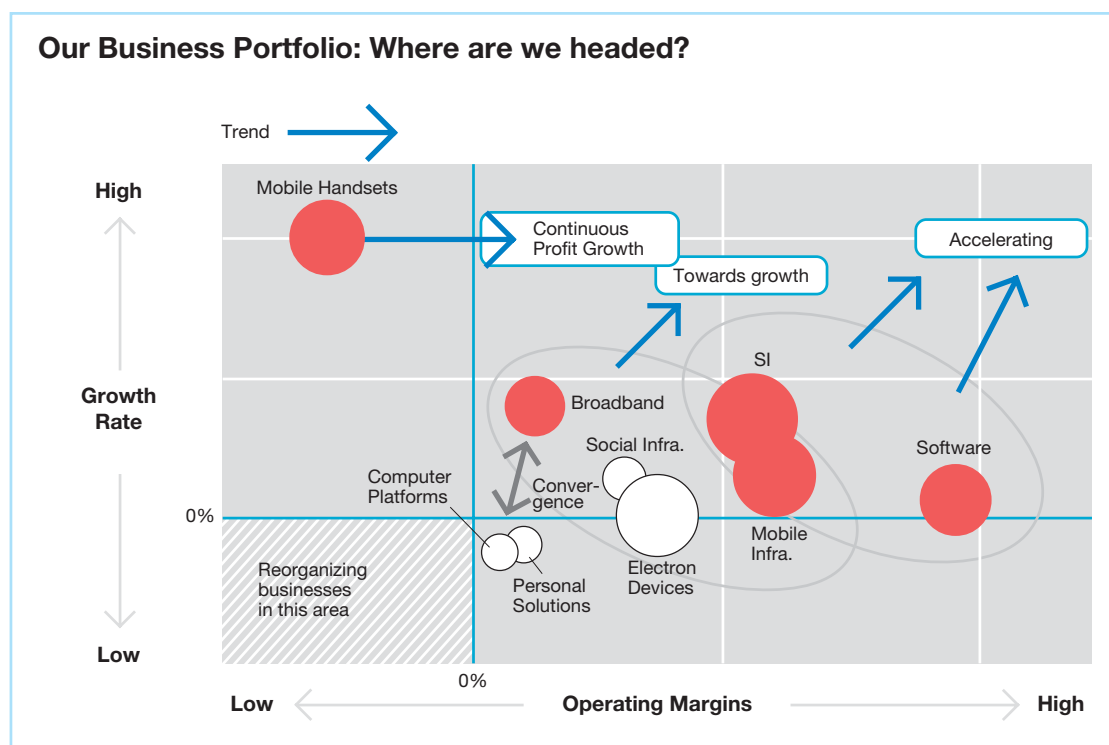 Our Business Portfolio: Where are we headed?
Trend
High
Mobile Handsets
Continuous
Profit Growth
Accelerating
Towards growth
SI
Growth
Rate
Broadband
Social Infra.
Software
Computer
Platforms
Conver-
gence
0%
Mobile
Infra.
Reorganizing
businesses
in this area
Personal
Solutions
Electron
Devices
Low
0%
Low
Operating Margins
High